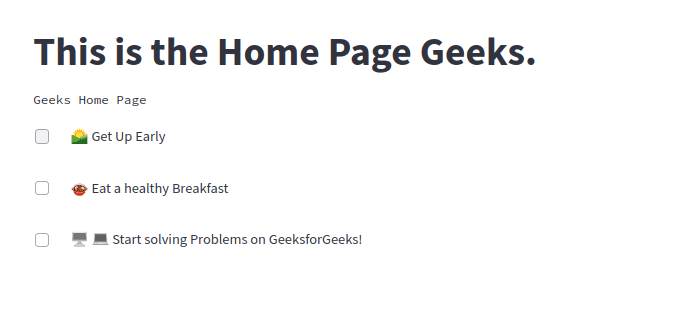 This is the Home Page Geeks.
Geeks Home Page
🌄 Get Up Early
🍲 Eat a healthy Breakfast
🖥️ 💻 Start solving Problems on GeeksforGeeks!